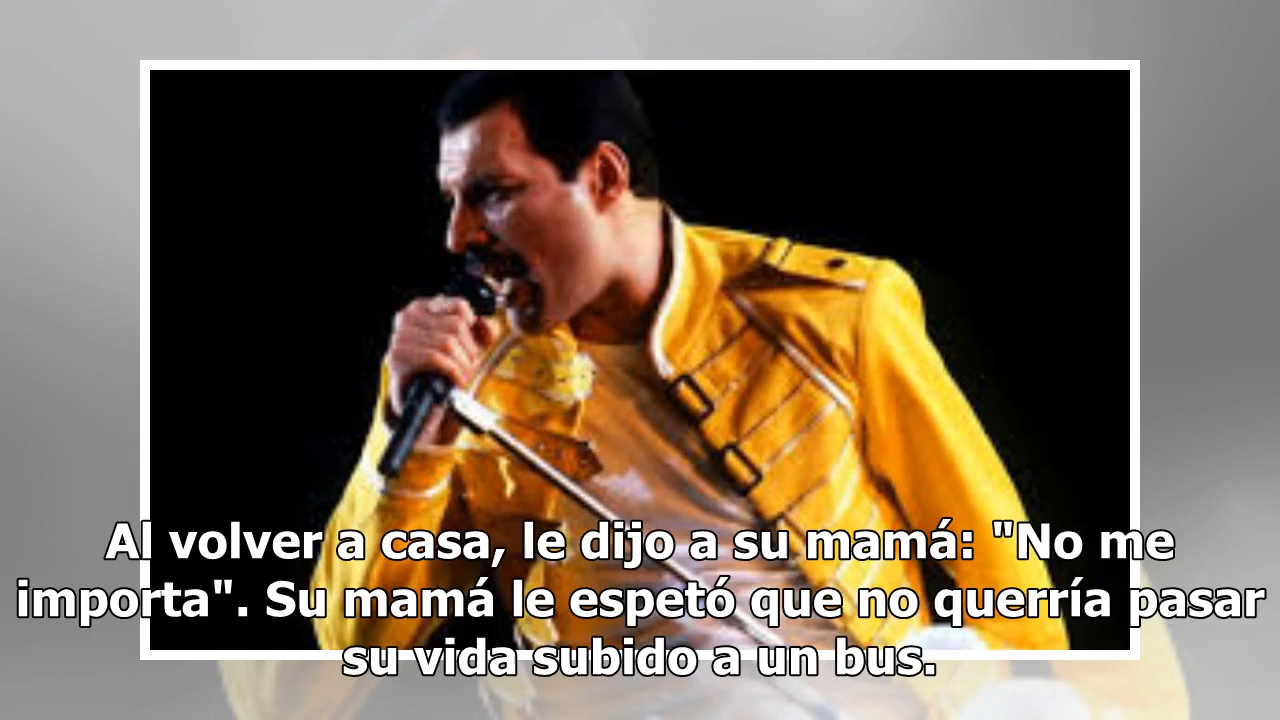 Al volver a casa, le dijo a su mamá: "No me
importa". Su mamá le espetó que no querría pasar
su vida subido a un bus.